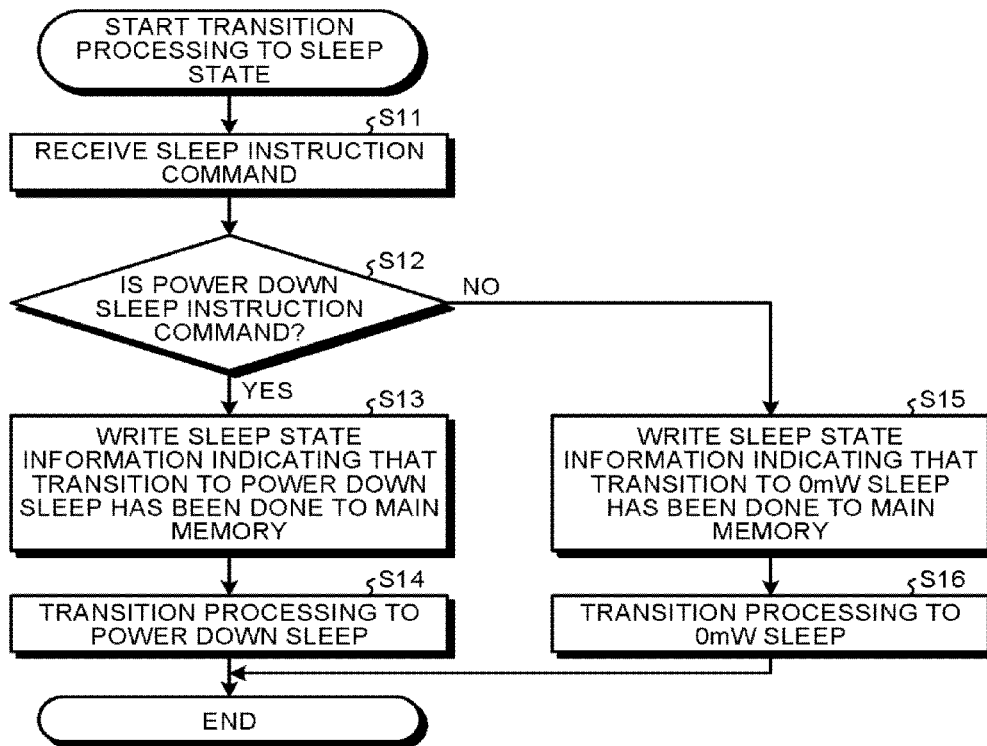 START TRANSITION
PROCESSING TO SLEEP
STATE
S11
RECEIVE SLEEP INSTRUCTION
COMMAND
S12
IS POWER DOWN
SLEEP INSTRUCTION
COMMAND?
NO
YES
S13
WRITE SLEEP STATE
INFORMATION INDICATING THAT
TRANSITION TO POWER DOWN
SLEEP HAS BEEN DONE TO MAIN
MEMORY
S15
WRITE SLEEP STATE
INFORMATION INDICATING THAT
TRANSITION TO 0mW SLEEP
HAS BEEN DONE TO MAIN
MEMORY
S14
TRANSITION PROCESSING TO
POWER DOWN SLEEP
S16
TRANSITION PROCESSING TO
0mW SLEEP
END